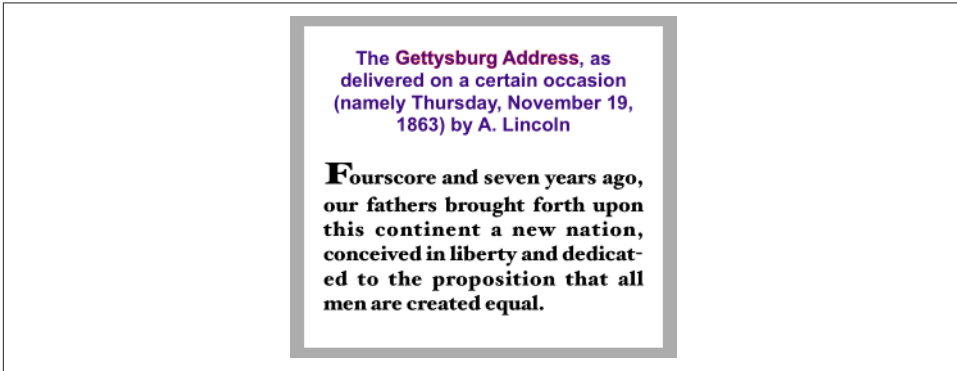 The Gettysburg Address, as
delivered on a certain occasion
(namely Thursday, November 19,
1863) by A. Lincoln
Fourscore and seven years ago,
our fathers brought forth upon
this continent a new nation,
conceived in liberty and dedicat-
ed to the proposition that all
men are created equal.